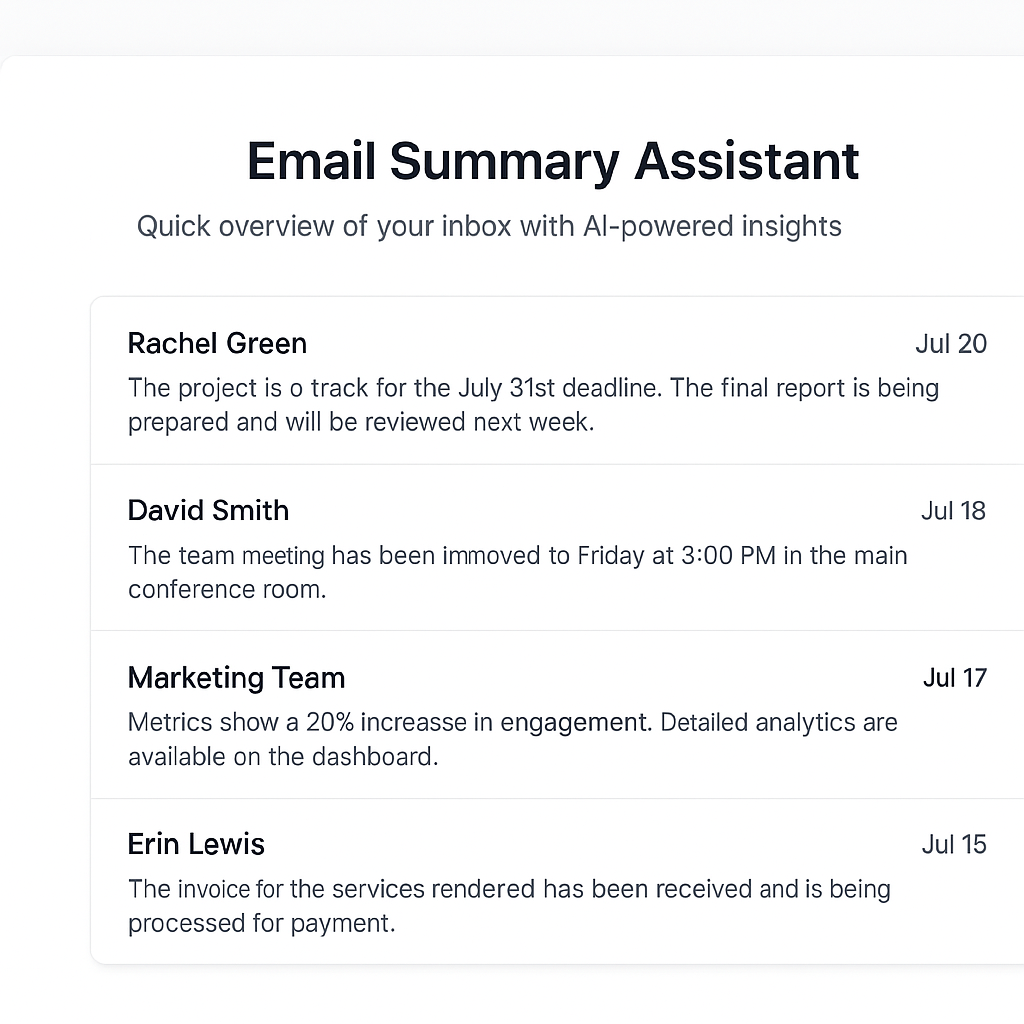 Email Summary Assistant
Quick overview of your inbox with AI-powered insights
Rachel Green Jul 20
The project is o track for the July 31st deadline. The final report is being
prepared and will be reviewed next week.
David Smith Jul 18
The team meeting has been immoved to Friday at 3:00 PM in the main
conference room.
Marketing Team Jul 17
Metrics show a 20% increasse in engagement. Detailed analytics are
available on the dashboard.
Erin Lewis Jul 15
The invoice for the services rendered has been received and is being
processed for payment.